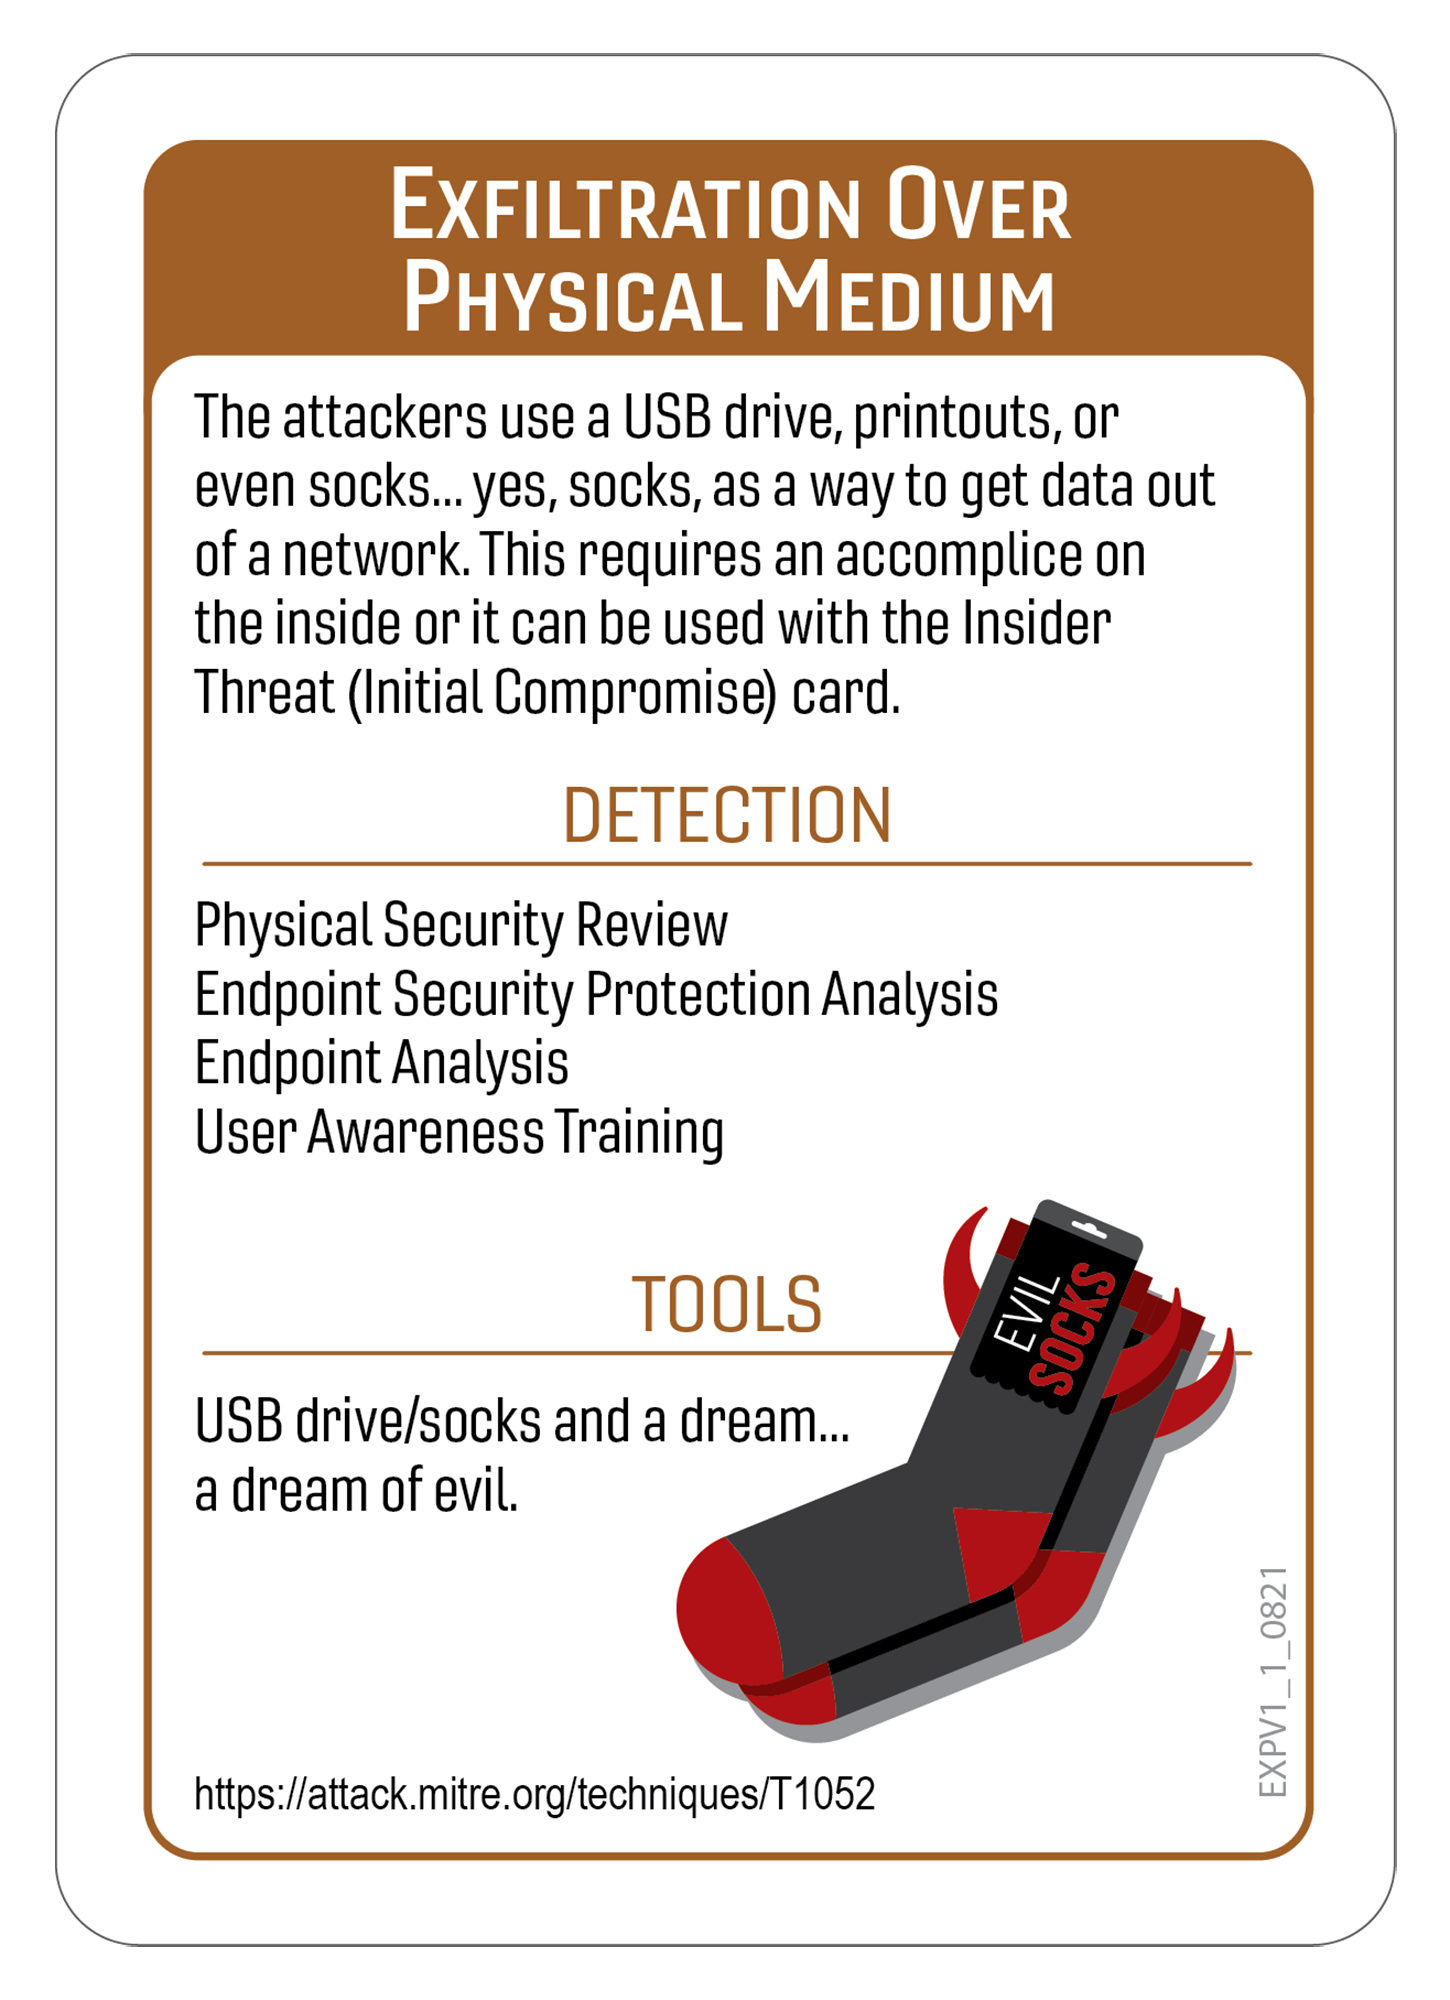 Exfiltration Over
Physical Medium
The attackers use a USB drive, printouts, or
even socks... yes, socks, as a way to get data out
of a network. This requires an accomplice on
the inside or it can be used with the Insider
Threat (Initial Compromise) card.
DETECTION
Physical Security Review
Endpoint Security Protection Analysis
Endpoint Analysis
User Awareness Training
TOOLS
EVIL
SOCKS
USB drive/socks and a dream...
a dream of evil.
https://attack.mitre.org/techniques/T1052
EXPV1_1_0821